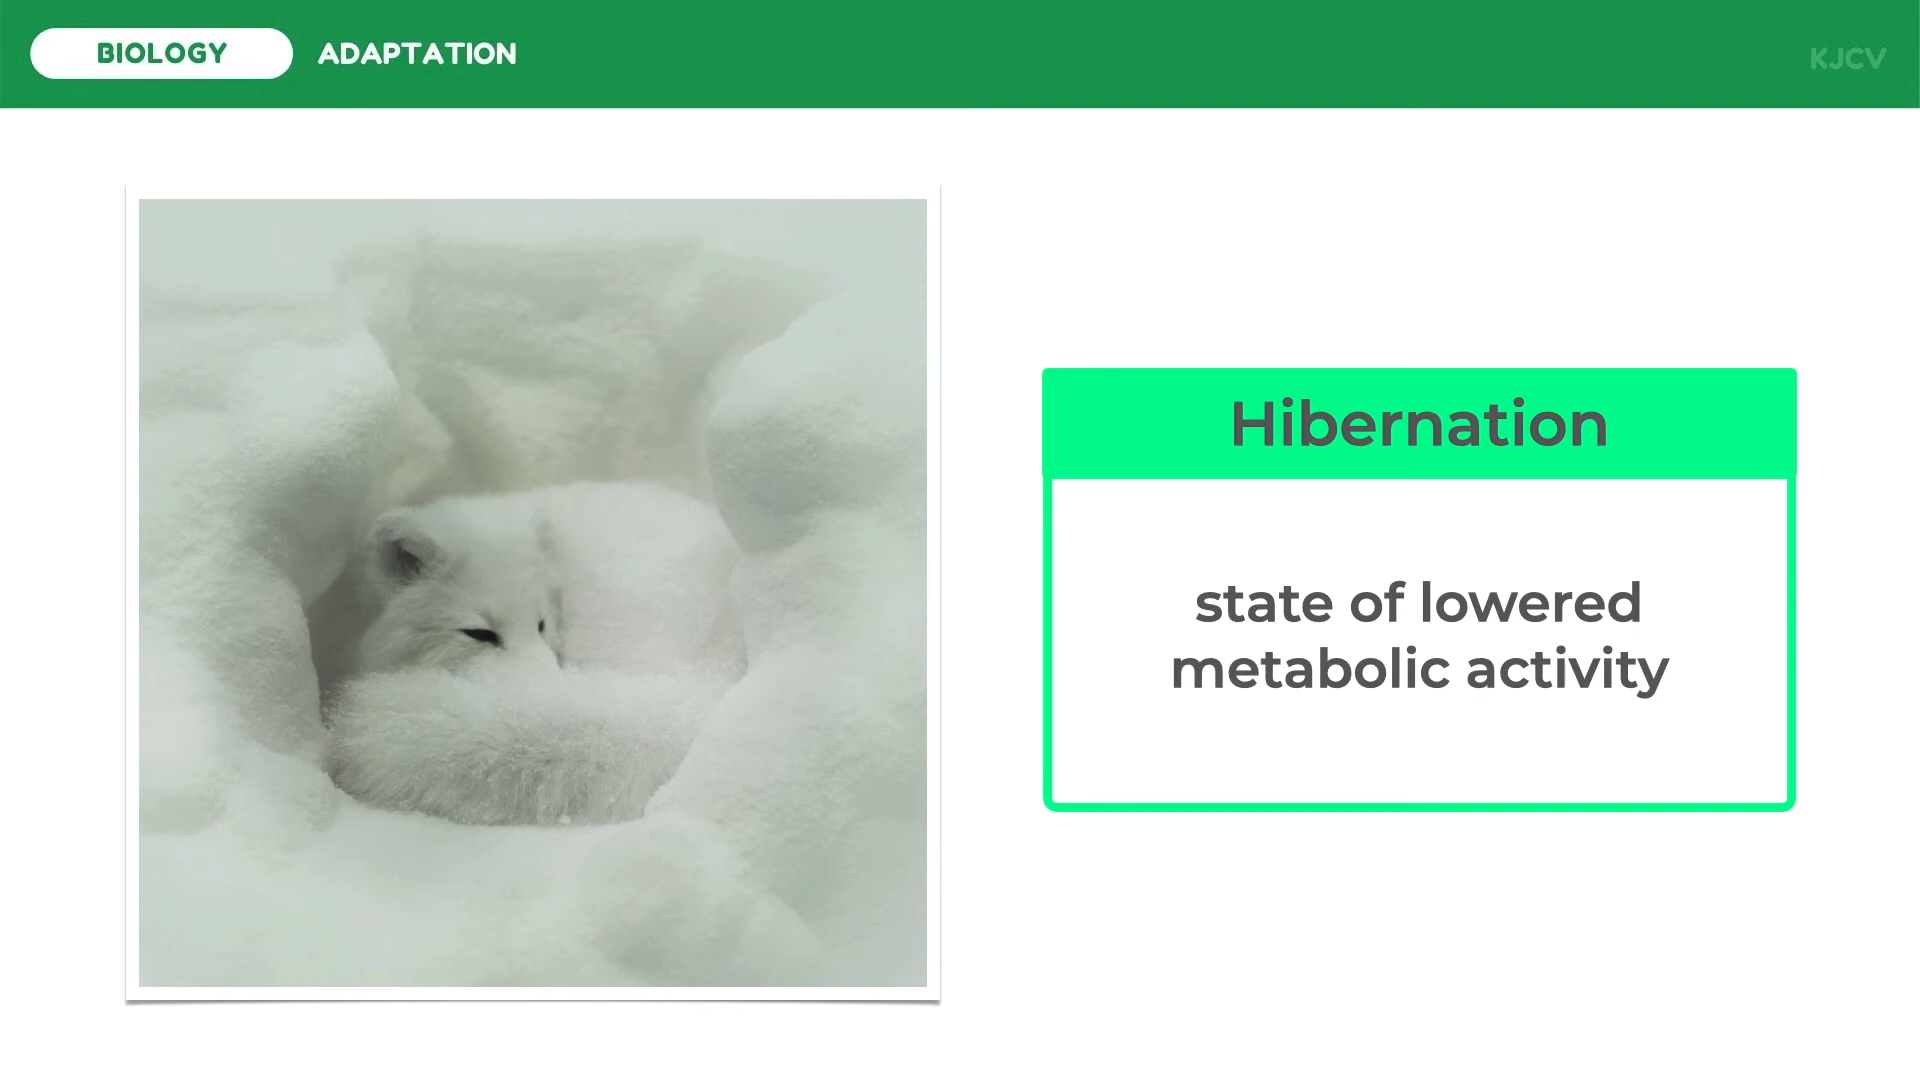 BIOLOGY
ADAPTATION
KJCV
Hibernation
state of lowered
metabolic activity